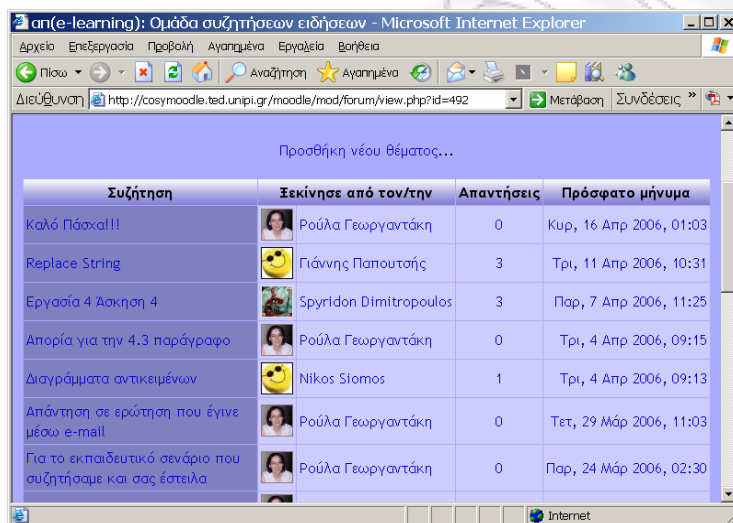 απ(e-learning): Ομάδα συζητήσεων ειδήσεων - Microsoft Internet Explorer
Αρχείο Επεξεργασία Προβολή Αγαπημένα Εργαλεία Βοήθεια
Πίσω Αναζήτηση Αγαπημένα
Διεύθυνση http://cosymoodle.ted.unipi.gr/moodle/mod/forum/view.php?id=492 Μετάβαση Συνδέσεις »
Προσθήκη νέου θέματος...
Συζήτηση Ξεκίνησε από τον/την Απαντήσεις Πρόσφατο μήνυμα
Καλό Πάσχα!!! Ρούλα Γεωργαντάκη 0 Κυρ, 16 Απρ 2006, 01:03
Replace String Γιάννης Παπουτσής 3 Τρι, 11 Απρ 2006, 10:31
Εργασία 4 Άσκηση 4 Spyridon Dimitropoulos 3 Παρ, 7 Απρ 2006, 11:25
Απορία για την 4.3 παράγραφο Ρούλα Γεωργαντάκη 0 Τρι, 4 Απρ 2006, 09:15
Διαγράμματα αντικειμένων Nikos Siomos 1 Τρι, 4 Απρ 2006, 09:13
Απάντηση σε ερώτηση που έγινε
μέσω e-mail Ρούλα Γεωργαντάκη 0 Τετ, 29 Μάρ 2006, 11:03
Για το εκπαιδευτικό σενάριο που
συζητήσαμε και σας έστειλα Ρούλα Γεωργαντάκη 0 Παρ, 24 Μάρ 2006, 02:30
Internet